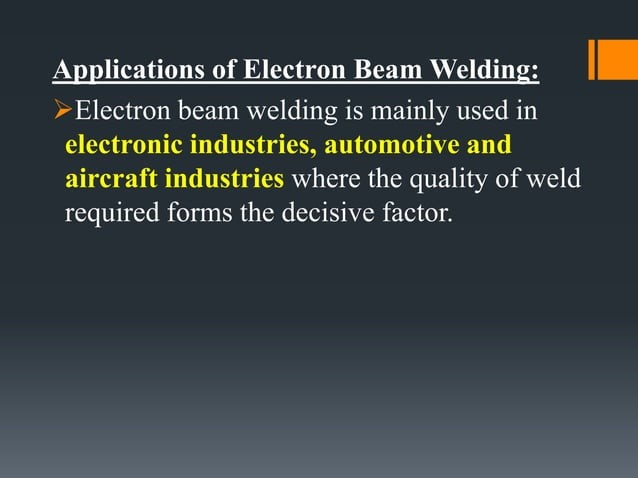 Applications of Electron Beam Welding:
➢Electron beam welding is mainly used in
electronic industries, automotive and
aircraft industries where the quality of weld
required forms the decisive factor.